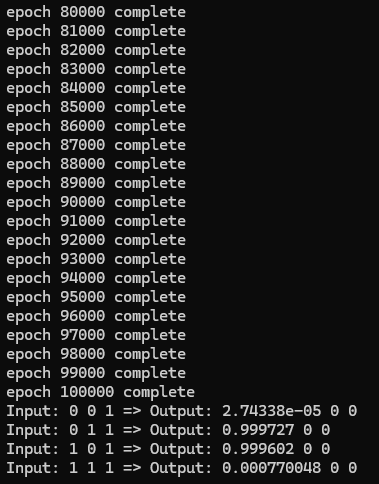 epoch 80000 complete
epoch 81000 complete
epoch 82000 complete
epoch 83000 complete
epoch 84000 complete
epoch 85000 complete
epoch 86000 complete
epoch 87000 complete
epoch 88000 complete
epoch 89000 complete
epoch 90000 complete
epoch 91000 complete
epoch 92000 complete
epoch 93000 complete
epoch 94000 complete
epoch 95000 complete
epoch 96000 complete
epoch 97000 complete
epoch 98000 complete
epoch 99000 complete
epoch 100000 complete
Input: 0 0 1 => Output: 2.74338e-05 0 0
Input: 0 1 1 => Output: 0.999727 0 0
Input: 1 0 1 => Output: 0.999602 0 0
Input: 1 1 1 => Output: 0.000770048 0 0